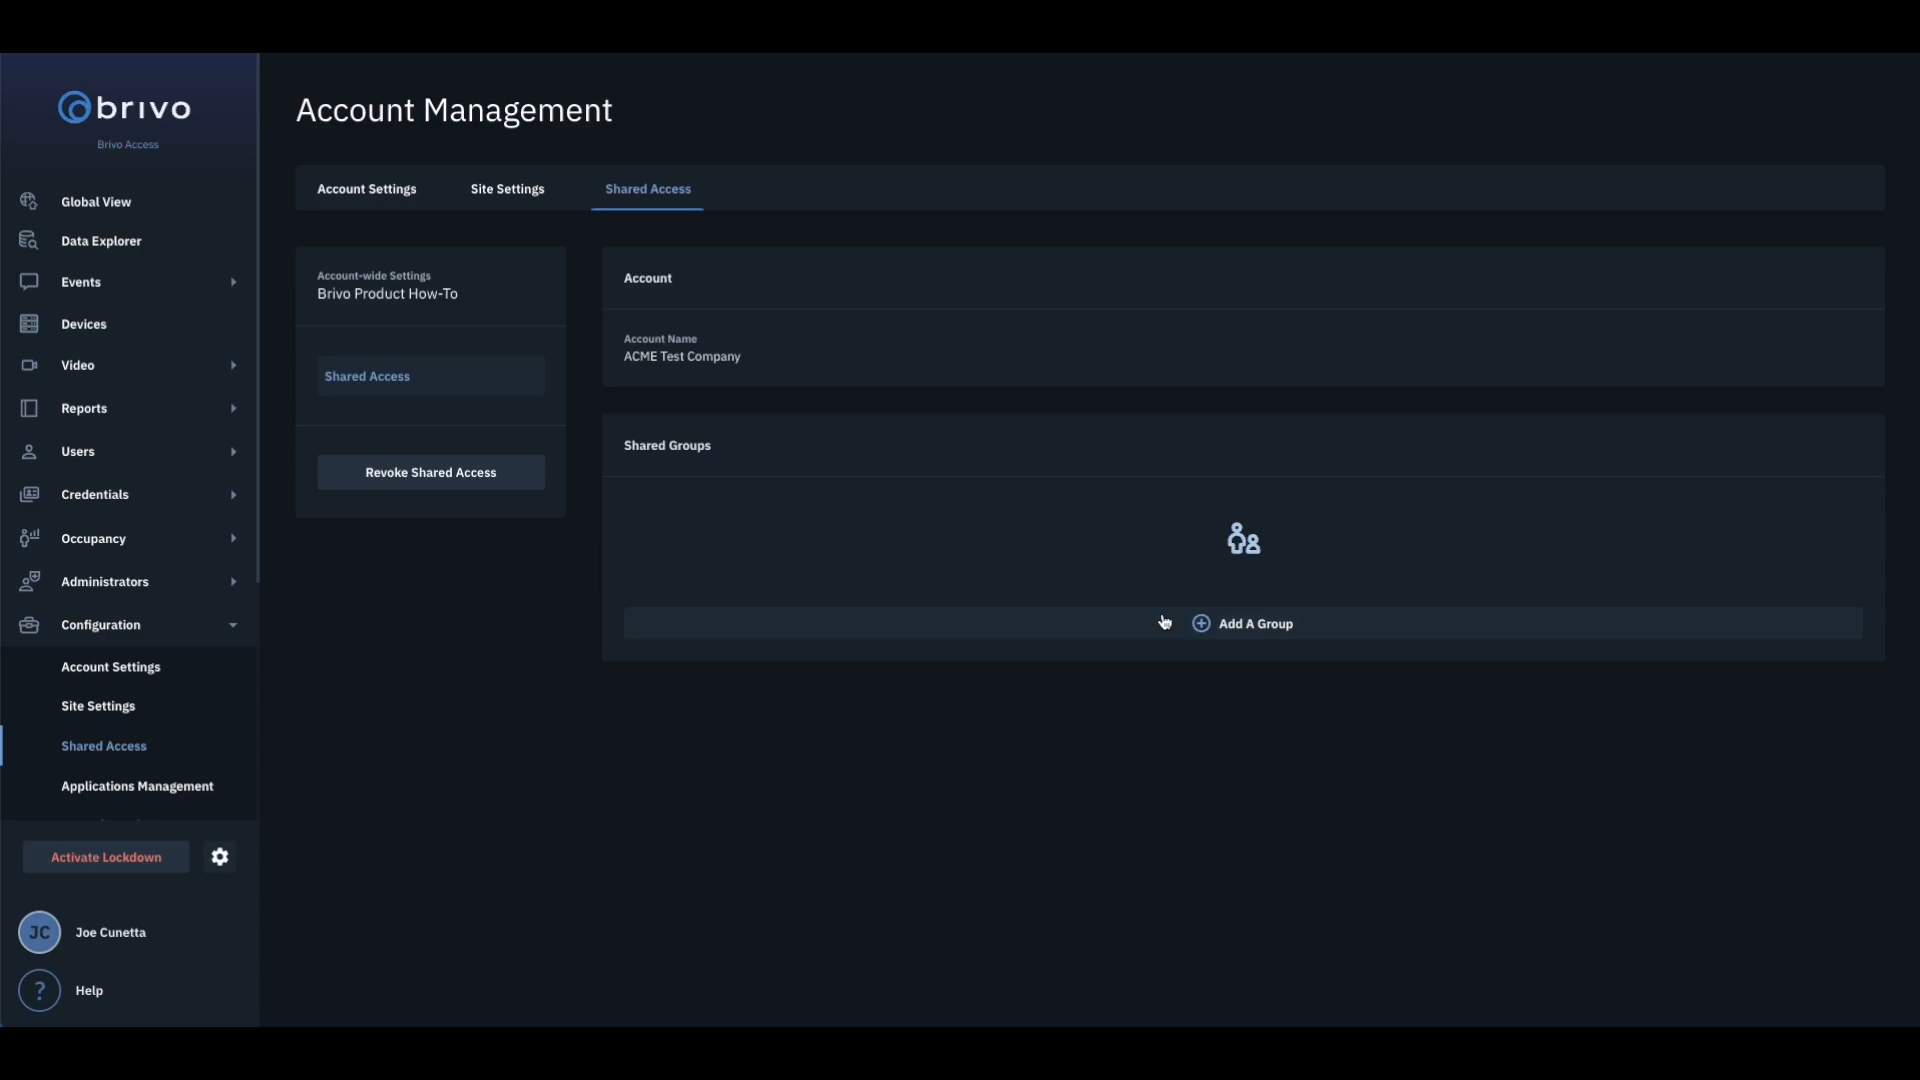 brivo
Brivo Access
Global View
Data Explorer
Events
Devices
Video
Reports
Users
Credentials
Occupancy
Administrators
Configuration
Account Settings
Site Settings
Shared Access
Applications Management
Activate Lockdown
JC Joe Cunetta
? Help
Account Management
Account Settings Site Settings Shared Access
Account-wide Settings
Brivo Product How-To
Shared Access
Revoke Shared Access
Account
Account Name
ACME Test Company
Shared Groups
Add A Group